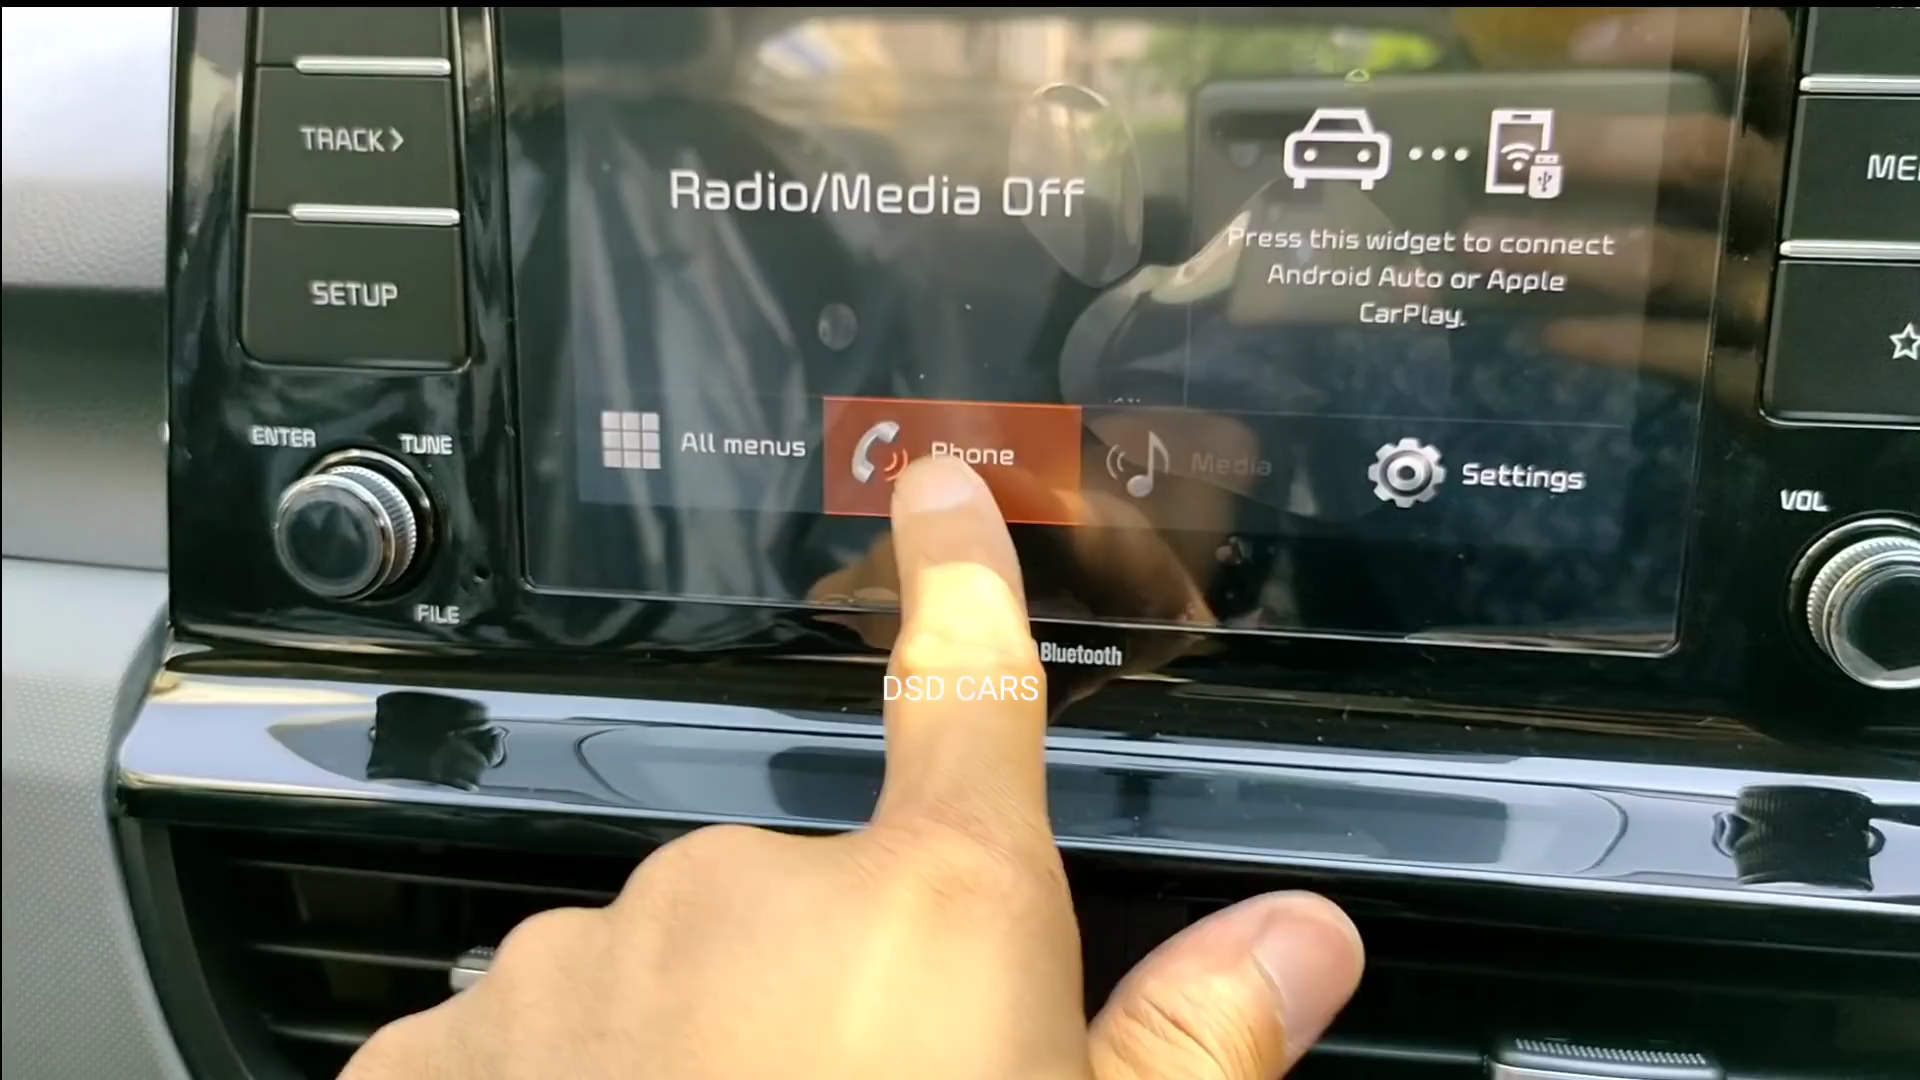 TRACK>
SETUP
ENTER
TUNE
FILE
Radio/Media Off
Press this widget to connect
Android Auto or Apple
CarPlay.
All menus
Phone
Media
Settings
VOL
Bluetooth
DSD CARS